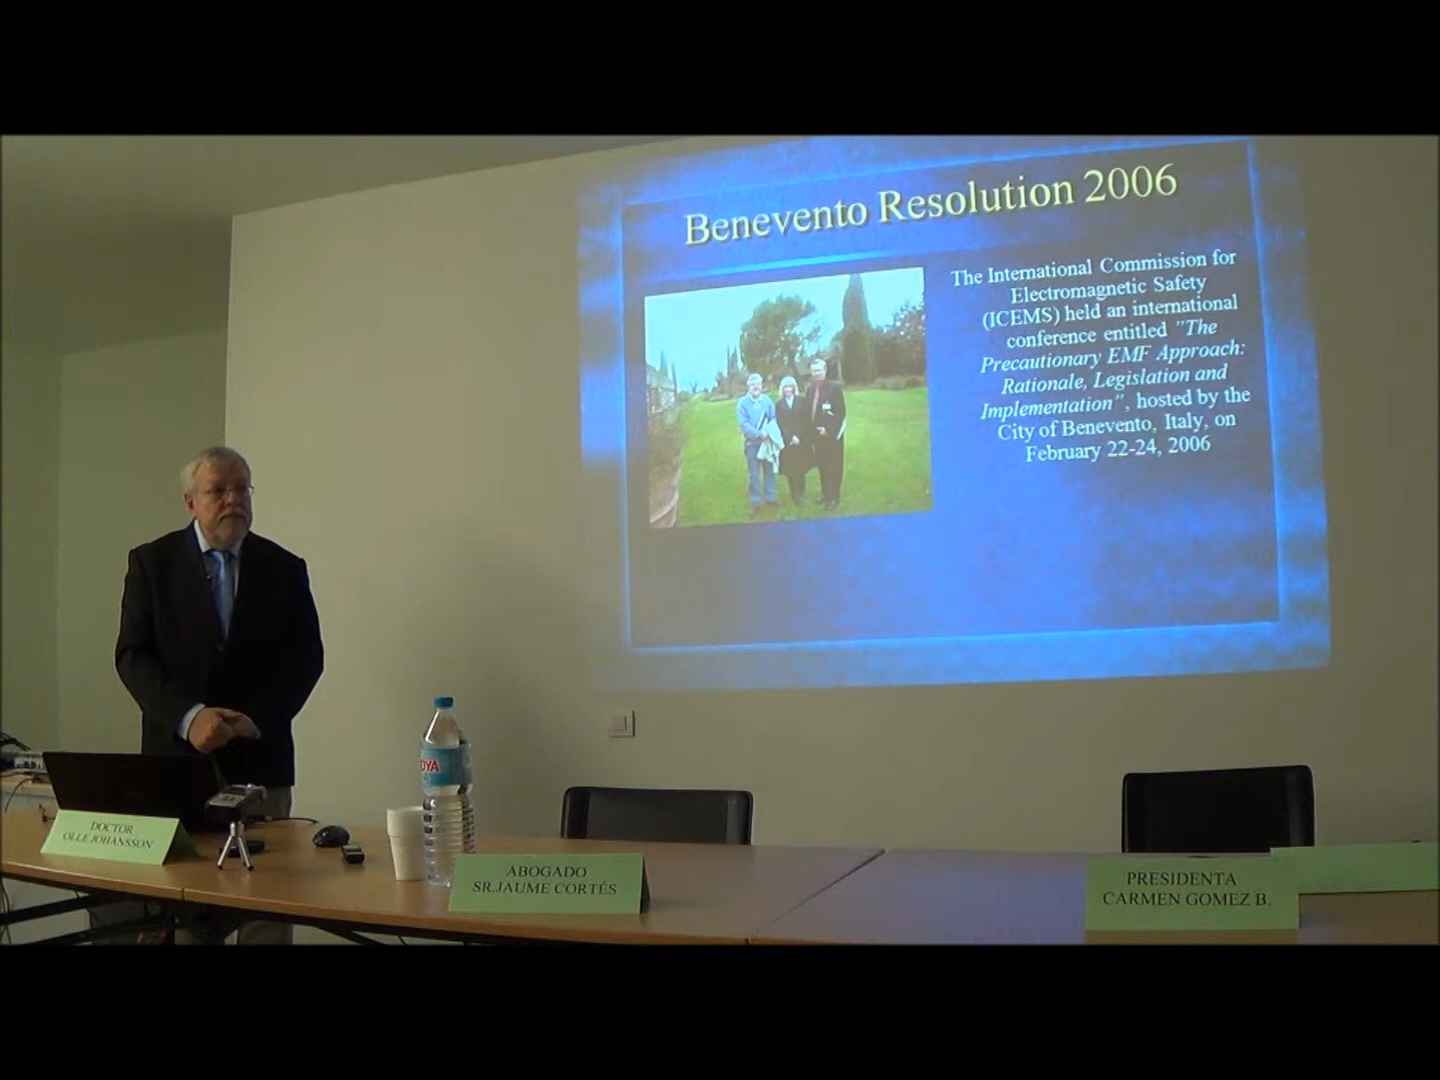 Benevento Resolution 2006
The International Commission for
Electromagnetic Safety
(ICEMS) held an international
conference entitled ”The
Precautionary EMF Approach:
Rationale, Legislation and
Implementation”, hosted by the
City of Benevento, Italy, on
February 22-24, 2006
OYA
DOCTOR
OLLE JOHANSSON
ABOGADO
SR.JAUME CORTÉS
PRESIDENTA
CARMEN GOMEZ B.